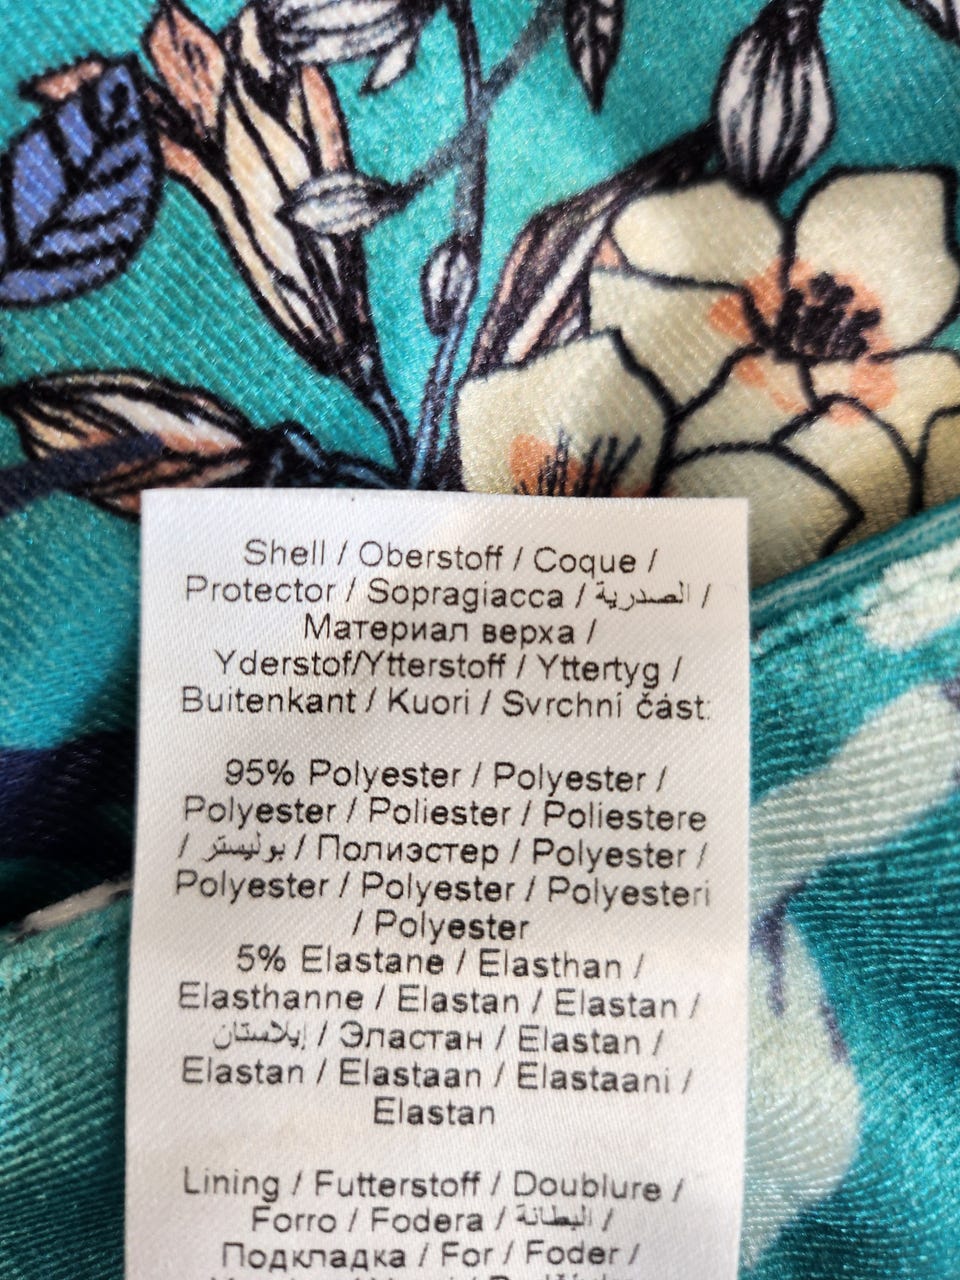 Shell / Oberstoff / Coque /
Protector / Sopragiacca / الصدرية /
Материал верха /
Yderstof/Ytterstoff / Yttertyg /
Buitenkant / Kuori / Svrchní část:
95% Polyester / Polyester /
Polyester / Poliester / Poliestere
/ بوليستر / Полиэстер / Polyester /
Polyester / Polyester / Polyesteri
/ Polyester
5% Elastane / Elasthan /
Elasthanne / Elastan / Elastan /
إيلاستان / Эластан / Elastan /
Elastan / Elastaan / Elastaani /
Elastan
Lining / Futterstoff / Doublure /
Forro / Fodera / البطانة /
Подкладка / For / Foder /